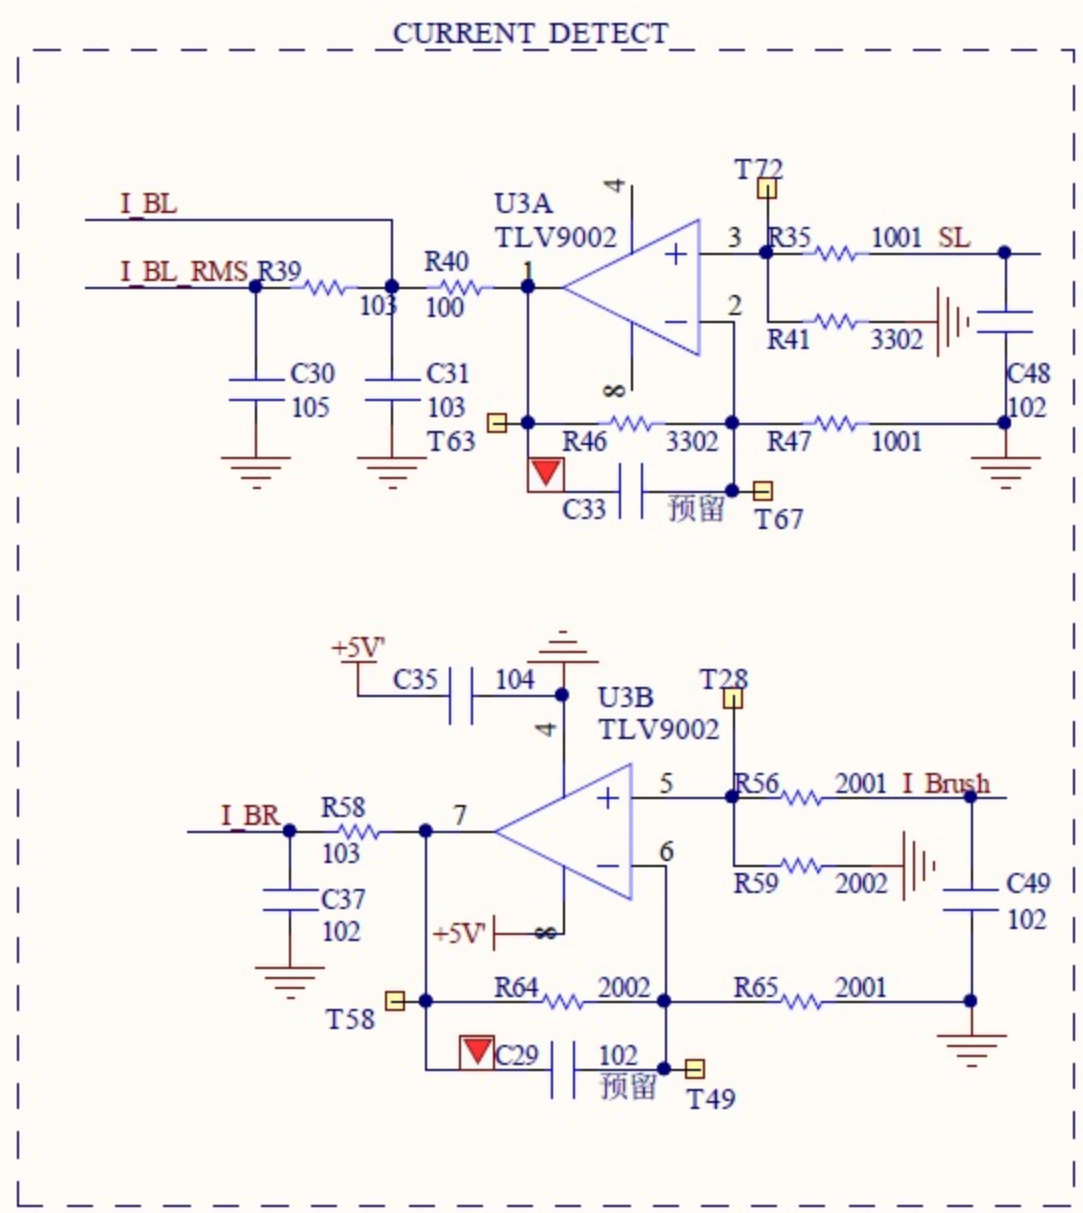 CURRENT DETECT
T72
4
U3A
TLV9002
I_BL
3
R35
1001
SL
I_BL_RMS
R39
103
R40
100
1
2
R41
3302
C30
105
C31
103
8
C48
102
T63
R46
3302
R47
1001
C33
预留
T67
+5V'
C35
104
4
U3B
TLV9002
T28
5
R56
2001
I_Brush
I_BR
R58
103
7
6
R59
2002
C37
102
C49
102
+5V'
8
T58
R64
2002
R65
2001
C29
102
预留
T49